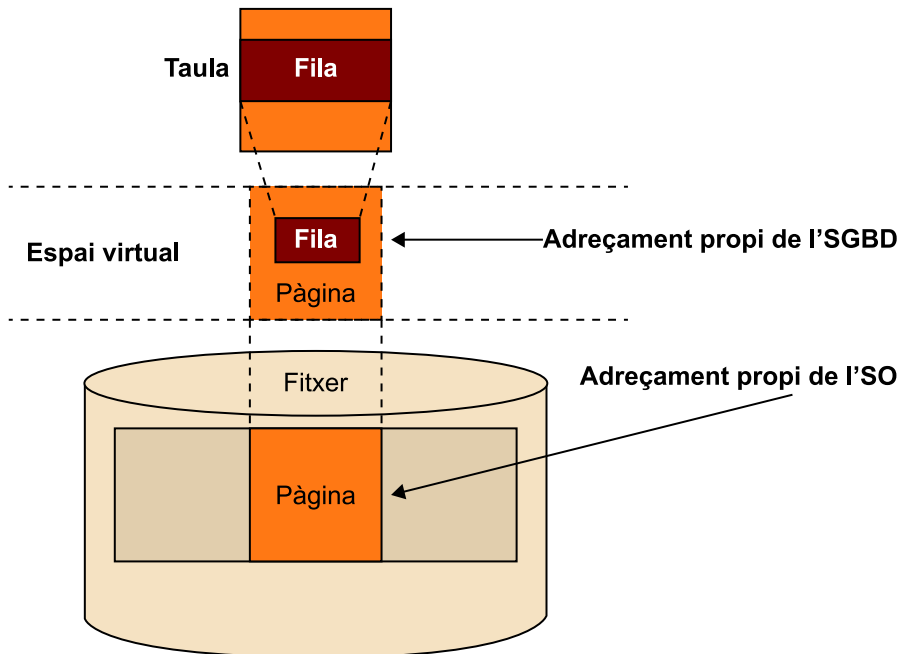 Taula
Fila
Espai virtual
Fila
Pàgina
Adreçament propi de l’SGBD
Fitxer
Adreçament propi de l’SO
Pàgina